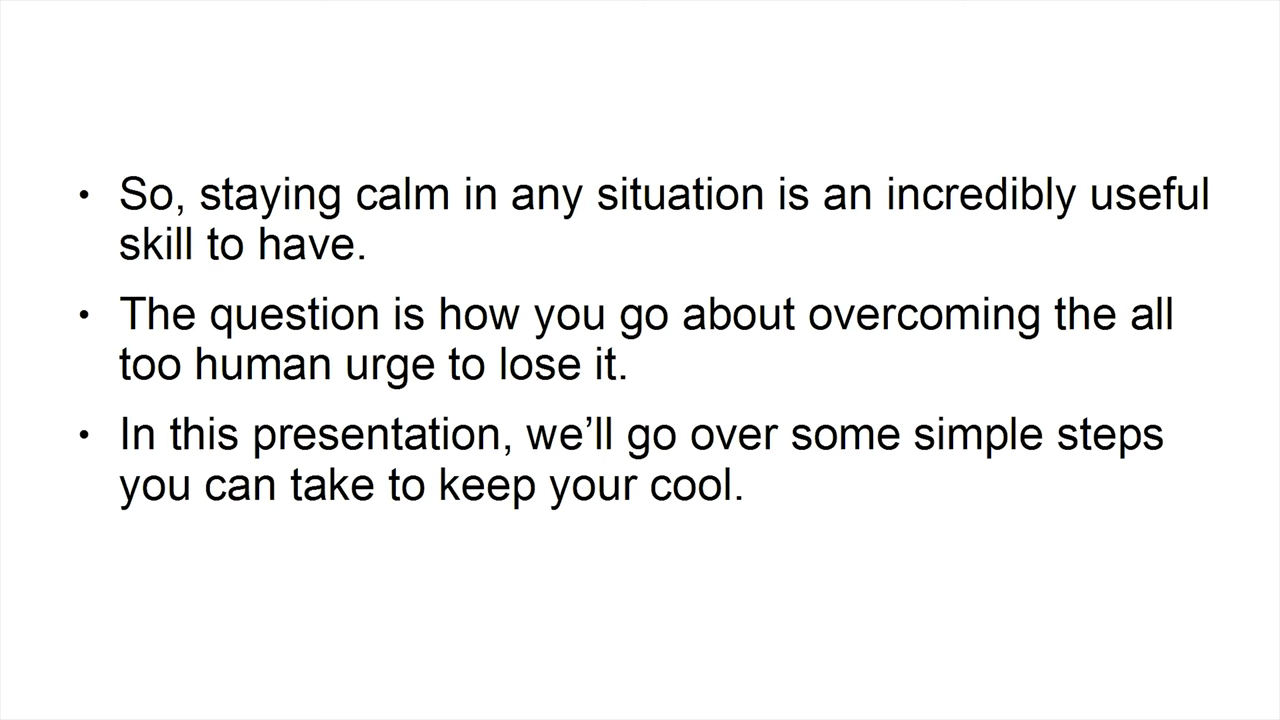 • So, staying calm in any situation is an incredibly useful
skill to have.
• The question is how you go about overcoming the all
too human urge to lose it.
• In this presentation, we’ll go over some simple steps
you can take to keep your cool.